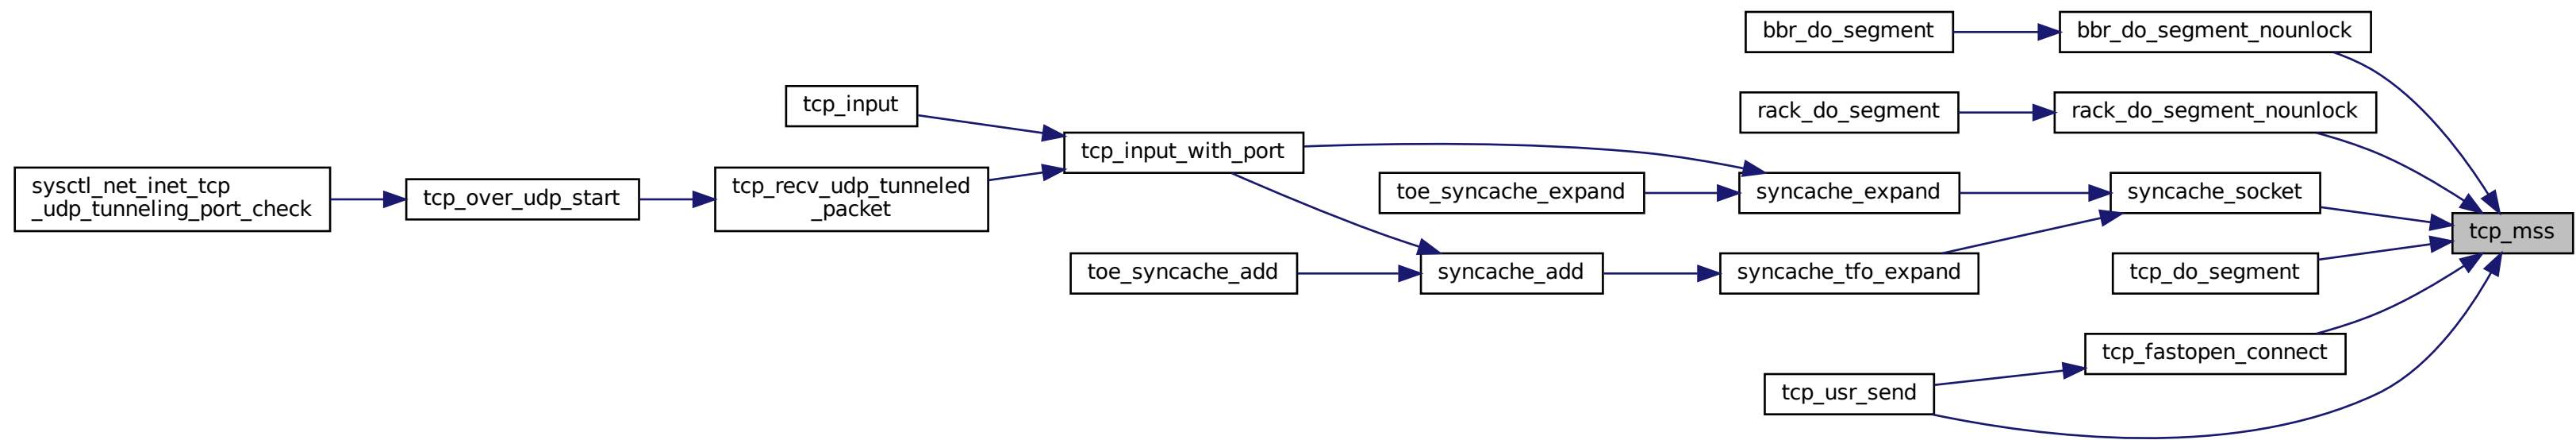 bbr_do_segment
bbr_do_segment_nounlock
tcp_input
rack_do_segment
rack_do_segment_nounlock
tcp_input_with_port
sysctl_net_inet_tcp
_udp_tunneling_port_check
tcp_over_udp_start
tcp_recv_udp_tunneled
_packet
toe_syncache_expand
syncache_expand
syncache_socket
tcp_mss
toe_syncache_add
syncache_add
syncache_tfo_expand
tcp_do_segment
tcp_fastopen_connect
tcp_usr_send